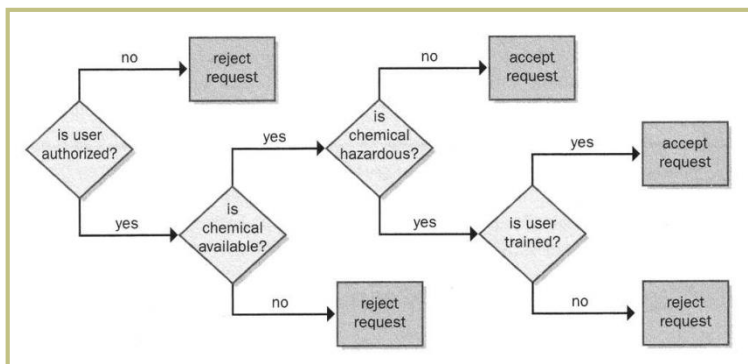 no
reject
request
is user
authorized?
yes
is
chemical
available?
yes
no
reject
request
is
chemical
hazardous?
no
accept
request
yes
is user
trained?
yes
accept
request
no
reject
request